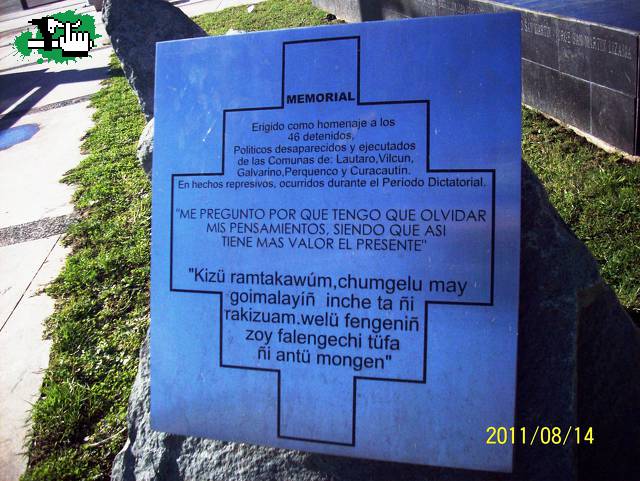 MEMORIAL
Erigido como homenaje a los
46 detenidos,
Politicos desaparecidos y ejecutados
de las Comunas de: Lautaro,Vilcun,
Galvarino,Perquenco y Curacautin.
En hechos represivos, ocurridos durante el Periodo Dictatorial.
"ME PREGUNTO POR QUE TENGO QUE OLVIDAR
MIS PENSAMIENTOS, SIENDO QUE ASI
TIENE MAS VALOR EL PRESENTE"
"Kizü ramtakawúm,chumgelu may
goimalayiñ inche ta ñi
rakizuam.welü fengeniñ
zoy falengechi tüfa
ñi antü mongen"
2011/08/14